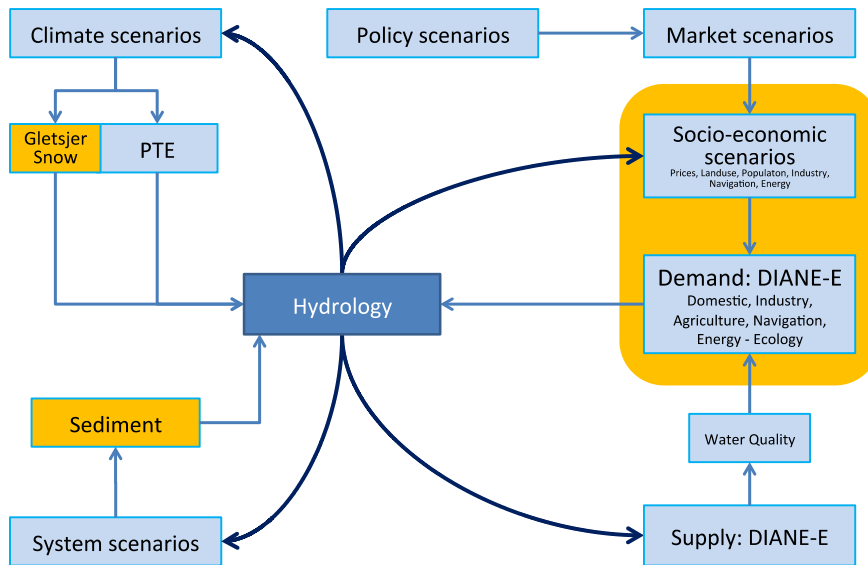 Climate scenarios
Policy scenarios
Market scenarios
Gletsjer
Snow
PTE
Socio-economic
scenarios
Prices, Landuse, Populaton, Industry,
Navigation, Energy
Demand: DIANE-E
Domestic, Industry,
Agriculture, Navigation,
Energy - Ecology
Hydrology
Sediment
Water Quality
System scenarios
Supply: DIANE-E